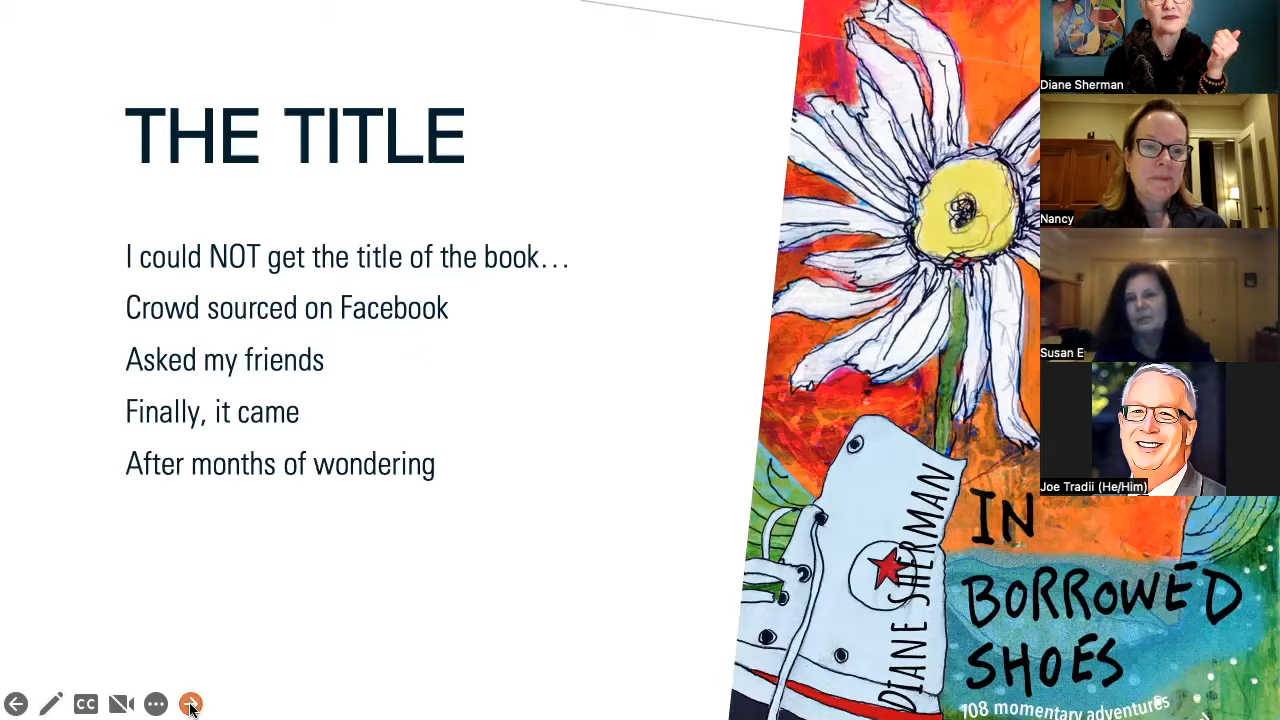 THE TITLE
I could NOT get the title of the book...
Crowd sourced on Facebook
Asked my friends
Finally, it came
After months of wondering
DIANE SHERMAN
IN
BORROWED
SHOES
108 momentary adventures
Diane Sherman
Nancy
Susan E
Joe Tradii (He/Him)
CC